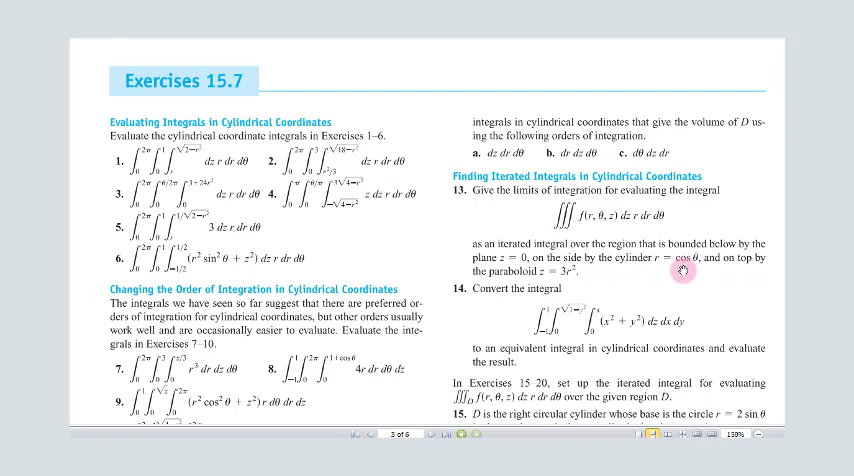 Exercises 15.7
Evaluating Integrals in Cylindrical Coordinates
Evaluate the cylindrical coordinate integrals in Exercises 1–6.
1. ∫₀^{2π} ∫₀^{1} ∫_{r}^{√(2−r²)} dz r dr dθ 2. ∫₀^{2π} ∫₀^{3} ∫_{r²/3}^{√(18−r²)} dz r dr dθ
3. ∫₀^{2π} ∫₀^{θ/2π} ∫₀^{3+24r²} dz r dr dθ 4. ∫₀^{π} ∫₀^{θ/π} ∫_{−√(4−r²)}^{3√(4−r²)} z dz r dr dθ
5. ∫₀^{2π} ∫₀^{1} ∫_{r}^{1/√(2−r²)} 3 dz r dr dθ
6. ∫₀^{2π} ∫₀^{1} ∫_{−1/2}^{1/2} (r² sin² θ + z²) dz r dr dθ
Changing the Order of Integration in Cylindrical Coordinates
The integrals we have seen so far suggest that there are preferred or-
ders of integration for cylindrical coordinates, but other orders usually
work well and are occasionally easier to evaluate. Evaluate the inte-
grals in Exercises 7–10.
7. ∫₀^{2π} ∫₀^{3} ∫₀^{z/3} r³ dr dz dθ 8. ∫_{−1}^{1} ∫₀^{2π} ∫₀^{1+cos θ} 4r dr dθ dz
9. ∫₀^{1} ∫₀^{√z} ∫₀^{2π} (r² cos² θ + z²) r dθ dr dz
integrals in cylindrical coordinates that give the volume of D us-
ing the following orders of integration.
a. dz dr dθ b. dr dz dθ c. dθ dz dr
Finding Iterated Integrals in Cylindrical Coordinates
13. Give the limits of integration for evaluating the integral
∭ f(r, θ, z) dz r dr dθ
as an iterated integral over the region that is bounded below by the
plane z = 0, on the side by the cylinder r = cos θ, and on top by
the paraboloid z = 3r².
14. Convert the integral
∫_{−1}^{1} ∫₀^{√(1−y²)} ∫₀^{x} (x² + y²) dz dx dy
to an equivalent integral in cylindrical coordinates and evaluate
the result.
In Exercises 15–20, set up the iterated integral for evaluating
∭_D f(r, θ, z) dz r dr dθ over the given region D.
15. D is the right circular cylinder whose base is the circle r = 2 sin θ
3 of 6
150%